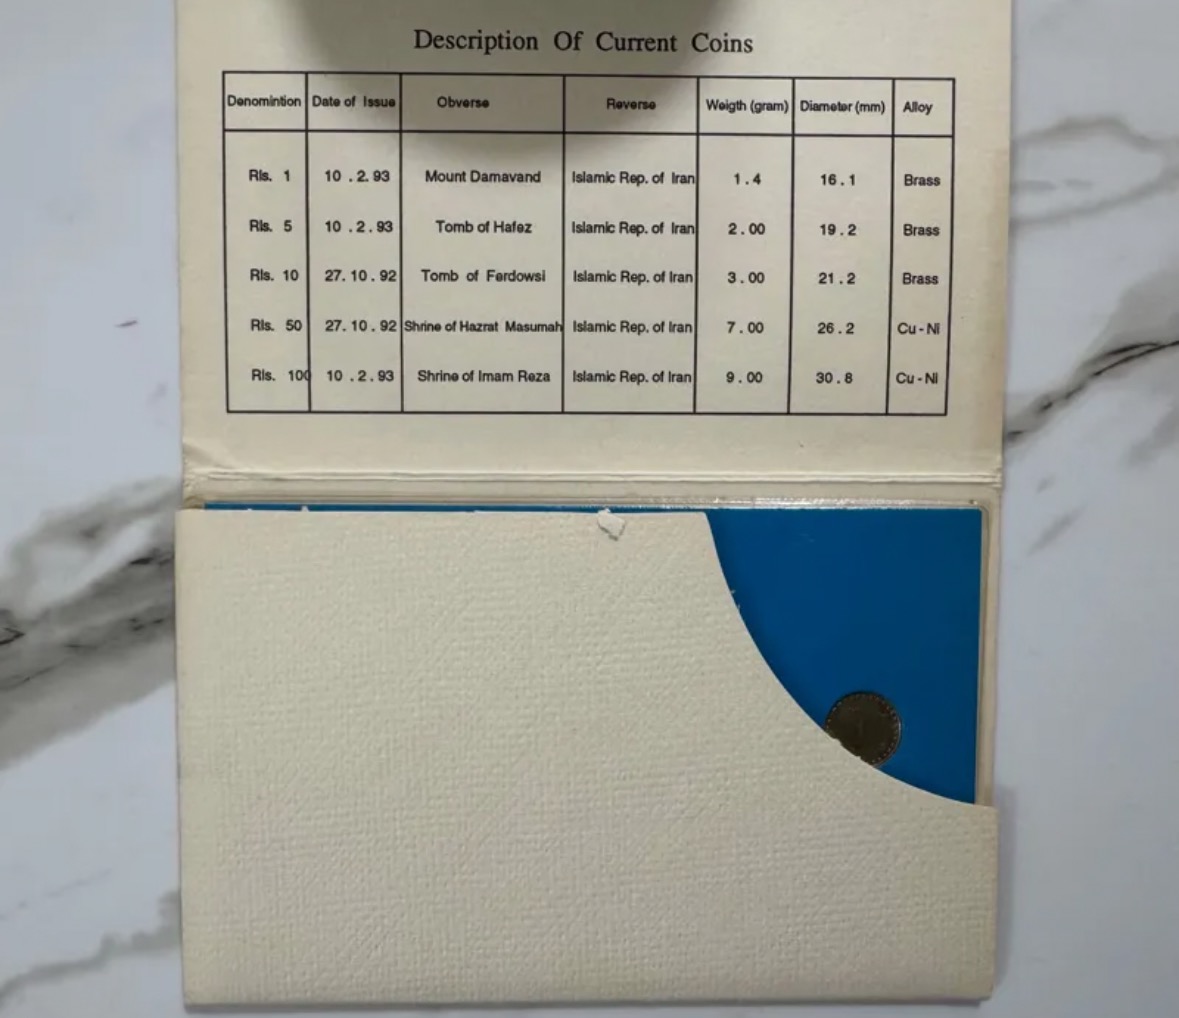 Description Of Current Coins
Denomintion Date of Issue Obverse Reverse Weigth (gram) Diameter (mm) Alloy
Rls. 1 10 . 2. 93 Mount Damavand Islamic Rep. of Iran 1 . 4 16 . 1 Brass
Rls. 5 10 . 2 . 93 Tomb of Hafez Islamic Rep. of Iran 2 . 00 19 . 2 Brass
Rls. 10 27. 10 . 92 Tomb of Ferdowsi Islamic Rep. of Iran 3 . 00 21 . 2 Brass
Rls. 50 27. 10 . 92 Shrine of Hazrat Masumah Islamic Rep. of Iran 7 . 00 26 . 2 Cu - Ni
Rls. 100 10 . 2 . 93 Shrine of Imam Reza Islamic Rep. of Iran 9 . 00 30 . 8 Cu - Ni